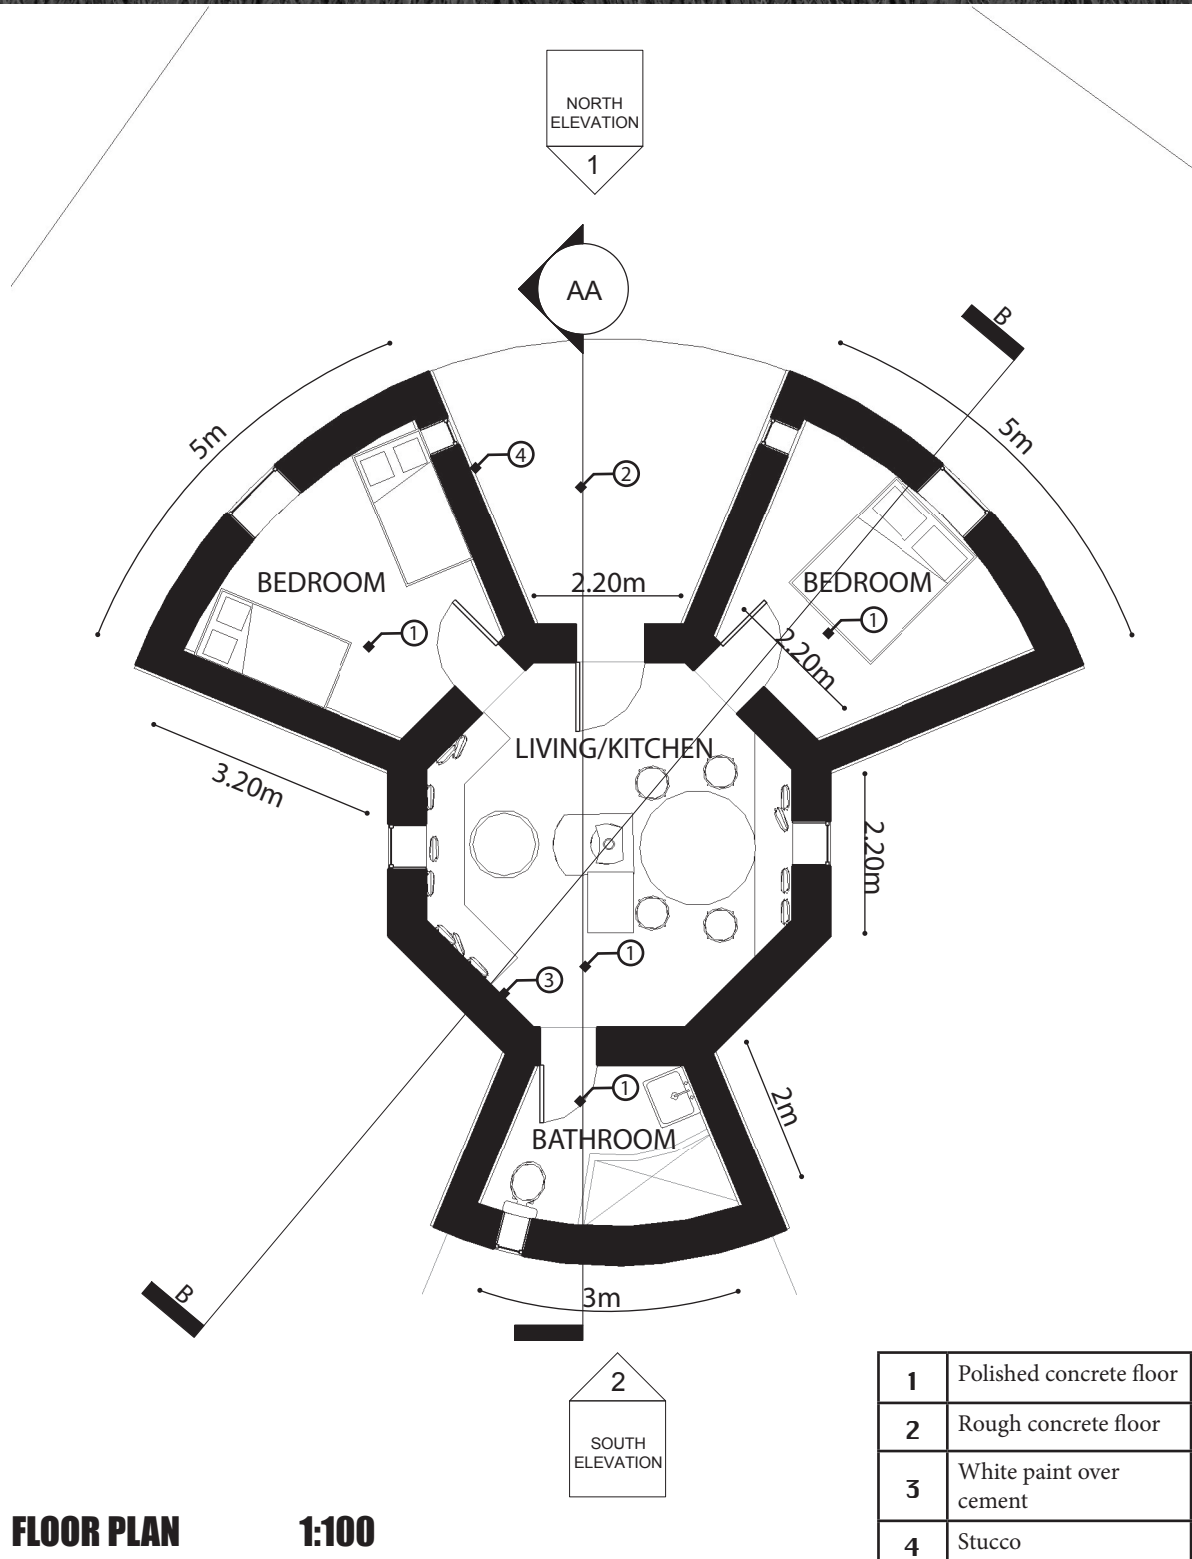 NORTH
ELEVATION
1
AA
B
5m
5m
4
2
BEDROOM
2.20m
BEDROOM
1
1
2.20m
LIVING/KITCHEN
3.20m
2.20m
1
3
1
2m
BATHROOM
B
3m
2
SOUTH
ELEVATION
1 Polished concrete floor
2 Rough concrete floor
3 White paint over
cement
4 Stucco
FLOOR PLAN 1:100